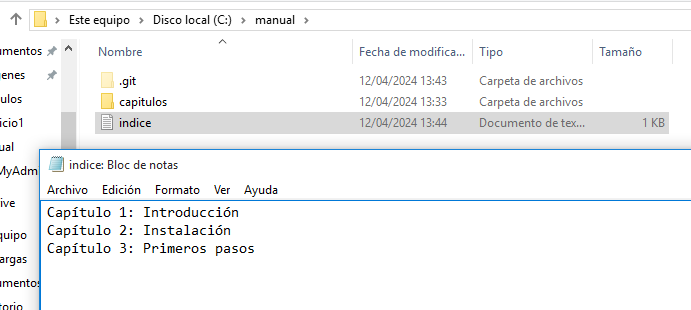 Este equipo > Disco local (C:) > manual
Nombre Fecha de modifica... Tipo Tamaño
.git 12/04/2024 13:43 Carpeta de archivos
capitulos 12/04/2024 13:33 Carpeta de archivos
indice 12/04/2024 13:44 Documento de tex... 1 KB
indice: Bloc de notas
Archivo Edición Formato Ver Ayuda
Capítulo 1: Introducción
Capítulo 2: Instalación
Capítulo 3: Primeros pasos
umentos
genes
ulos
icio1
ual
MyAdm
ive
quipo
argas
umentos
torio